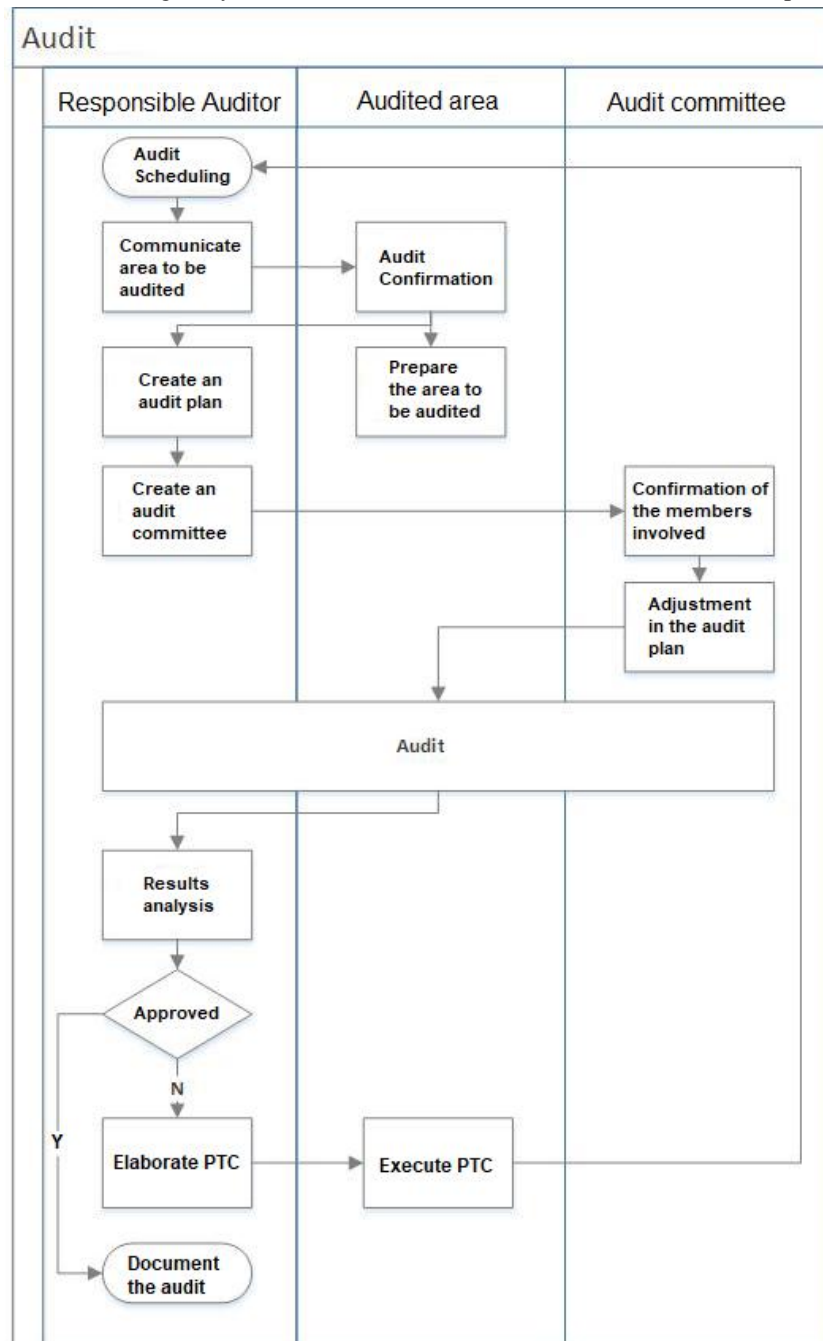 Audit
Responsible Auditor
Audited area
Audit committee
Audit
Scheduling
Communicate
area to be
audited
Audit
Confirmation
Create an
audit plan
Prepare
the area to
be audited
Create an
audit
committee
Confirmation of
the members
involved
Adjustment
in the audit
plan
Audit
Results
analysis
Approved
N
Y
Elaborate PTC
Execute PTC
Document
the audit